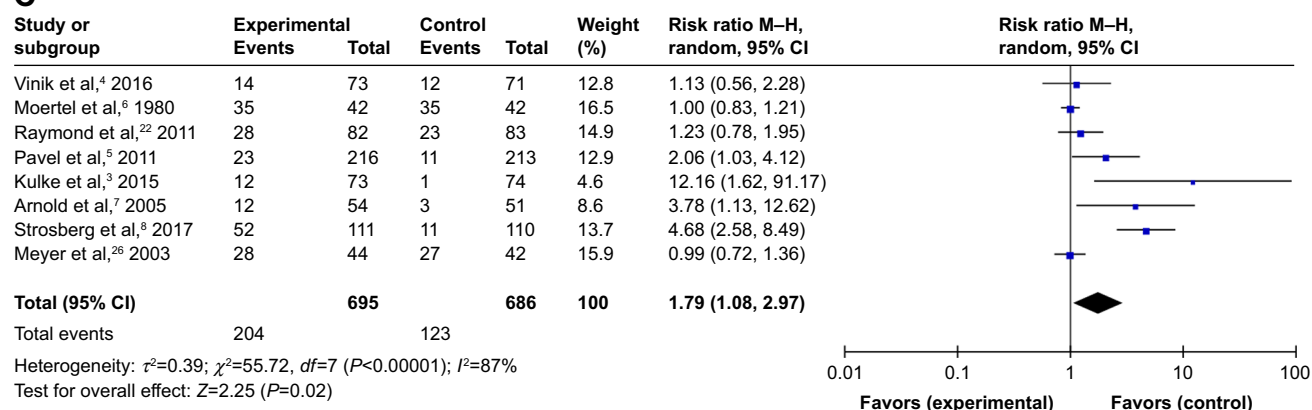 Study or subgroup Experimental Events Total Control Events Total Weight (%) Risk ratio M–H, random, 95% CI Risk ratio M–H, random, 95% CI
Vinik et al,⁴ 2016 14 73 12 71 12.8 1.13 (0.56, 2.28)
Moertel et al,⁶ 1980 35 42 35 42 16.5 1.00 (0.83, 1.21)
Raymond et al,²² 2011 28 82 23 83 14.9 1.23 (0.78, 1.95)
Pavel et al,⁵ 2011 23 216 11 213 12.9 2.06 (1.03, 4.12)
Kulke et al,³ 2015 12 73 1 74 4.6 12.16 (1.62, 91.17)
Arnold et al,⁷ 2005 12 54 3 51 8.6 3.78 (1.13, 12.62)
Strosberg et al,⁸ 2017 52 111 11 110 13.7 4.68 (2.58, 8.49)
Meyer et al,²⁶ 2003 28 44 27 42 15.9 0.99 (0.72, 1.36)
Total (95% CI) 695 686 100 1.79 (1.08, 2.97)
Total events 204 123
Heterogeneity: τ²=0.39; χ²=55.72, df=7 (P<0.00001); I²=87%
Test for overall effect: Z=2.25 (P=0.02)
0.01 0.1 1 10 100
Favors (experimental) Favors (control)